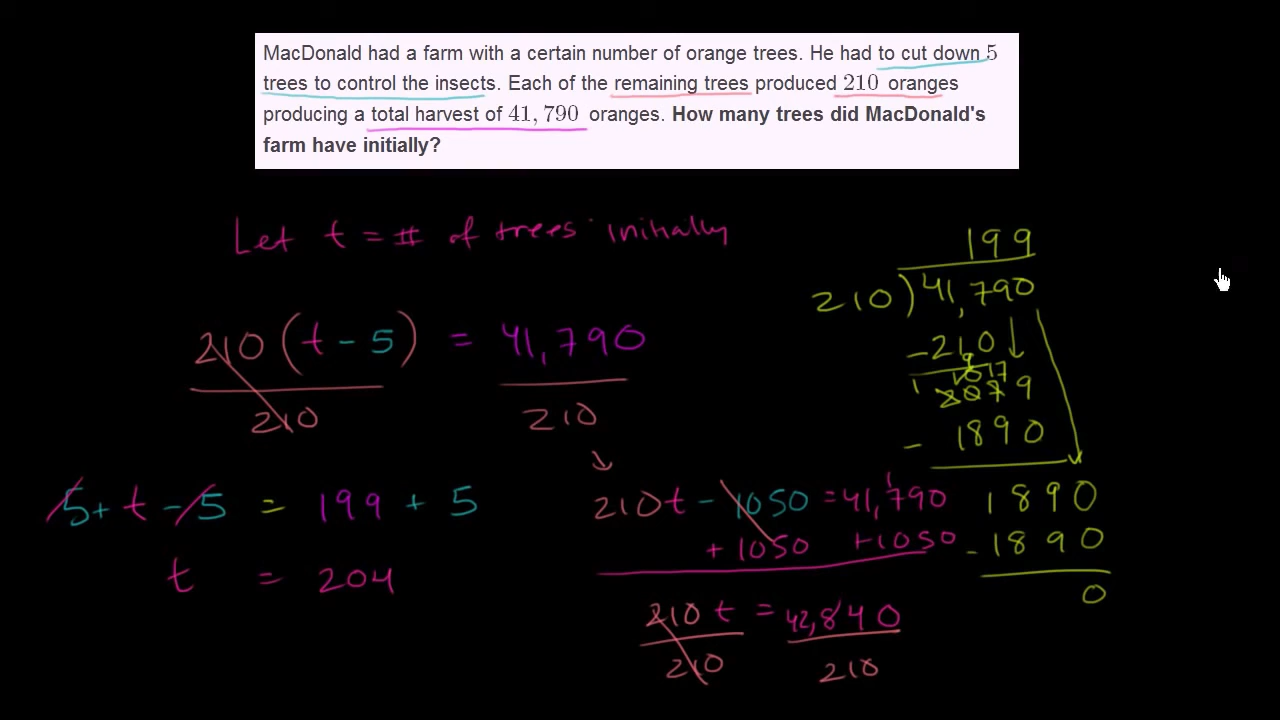 MacDonald had a farm with a certain number of orange trees. He had to cut down 5
trees to control the insects. Each of the remaining trees produced 210 oranges
producing a total harvest of 41,790 oranges. How many trees did MacDonald's
farm have initially?
Let t = # of trees initially
210 (t - 5) = 41,790
210 210
5 + t - 5 = 199 + 5
t = 204
210t - 1050 = 41,790
+ 1050 +1050
210 t = 42,840
210 210
199
210 ) 41,790
- 210
2079
- 1890
1890
- 1890
0